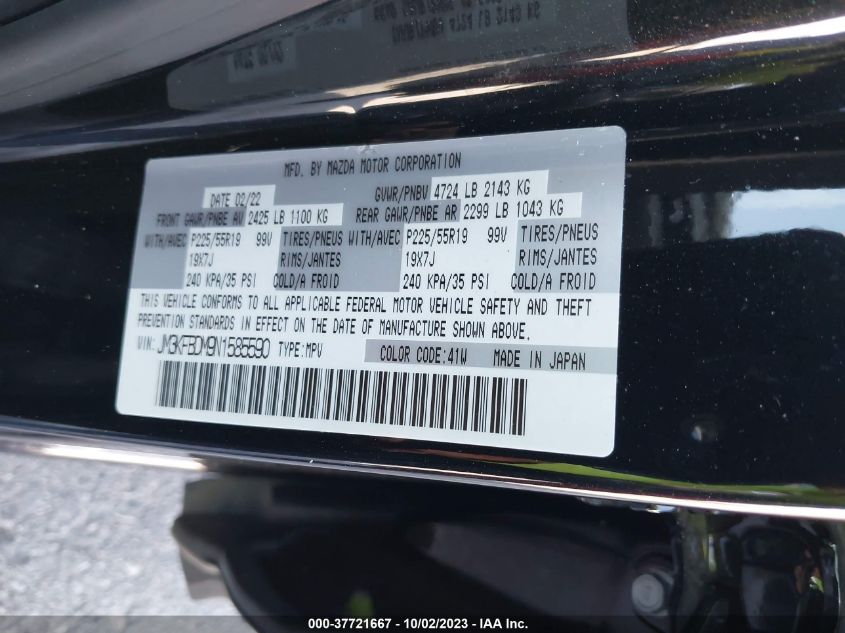 MFD. BY MAZDA MOTOR CORPORATION
DATE 02/22 GVWR/PNBV 4724 LB 2143 KG
FRONT GAWR/PNBE AV 2425 LB 1100 KG REAR GAWR/PNBE AR 2299 LB 1043 KG
WITH/AVEC P225/55R19 99V TIRES/PNEUS WITH/AVEC P225/55R19 99V TIRES/PNEUS
19X7J RIMS/JANTES 19X7J RIMS/JANTES
240 KPA/35 PSI COLD/A FROID 240 KPA/35 PSI COLD/A FROID
THIS VEHICLE CONFORMS TO ALL APPLICABLE FEDERAL MOTOR VEHICLE SAFETY AND THEFT
PREVENTION STANDARDS IN EFFECT ON THE DATE OF MANUFACTURE SHOWN ABOVE.
VIN: JM3KFBDM9N1585590 TYPE:MPV COLOR CODE:41W MADE IN JAPAN
000-37721667 - 10/02/2023 - IAA Inc.